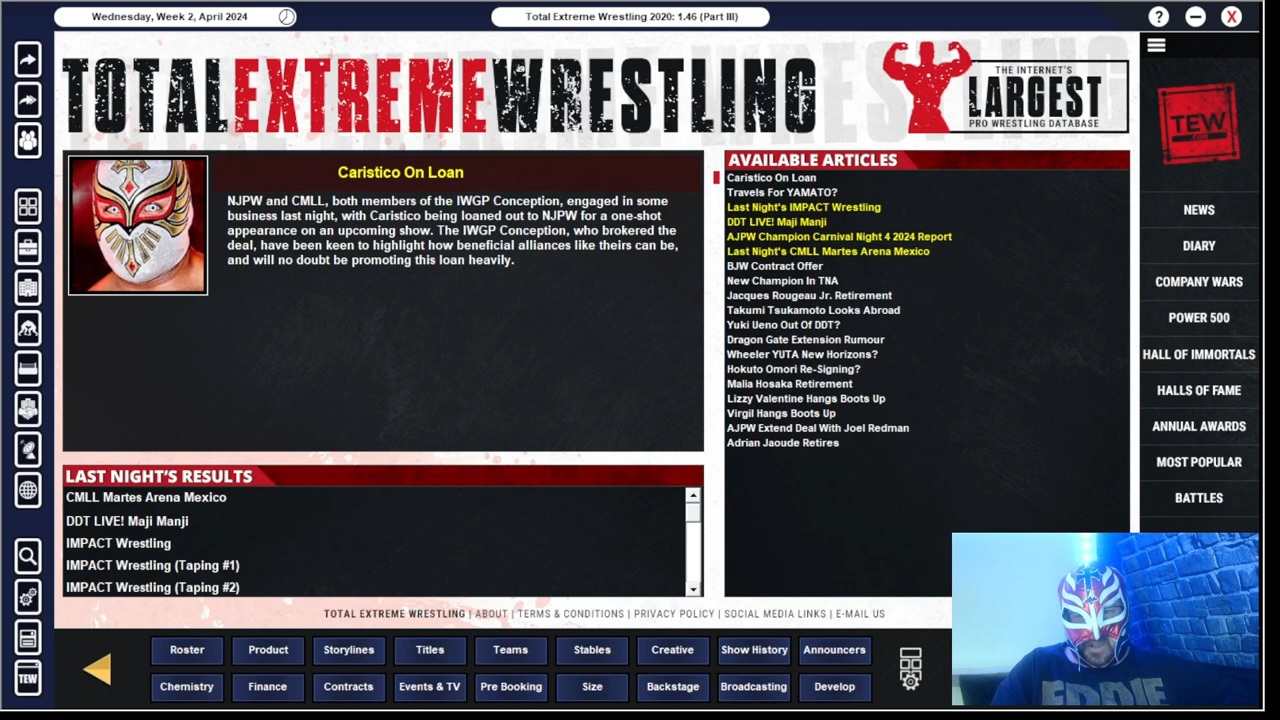 Wednesday, Week 2, April 2024
Total Extreme Wrestling 2020: 1.46 (Part III)
?
X
TOTALEXTREMEWRESTLING
THE INTERNET'S
LARGEST
PRO WRESTLING DATABASE
TEW
.COM
Caristico On Loan
NJPW and CMLL, both members of the IWGP Conception, engaged in some
business last night, with Caristico being loaned out to NJPW for a one-shot
appearance on an upcoming show. The IWGP Conception, who brokered the
deal, have been keen to highlight how beneficial alliances like theirs can be,
and will no doubt be promoting this loan heavily.
AVAILABLE ARTICLES
Caristico On Loan
Travels For YAMATO?
Last Night's IMPACT Wrestling
DDT LIVE! Maji Manji
AJPW Champion Carnival Night 4 2024 Report
Last Night's CMLL Martes Arena Mexico
BJW Contract Offer
New Champion In TNA
Jacques Rougeau Jr. Retirement
Takumi Tsukamoto Looks Abroad
Yuki Ueno Out Of DDT?
Dragon Gate Extension Rumour
Wheeler YUTA New Horizons?
Hokuto Omori Re-Signing?
Malia Hosaka Retirement
Lizzy Valentine Hangs Boots Up
Virgil Hangs Boots Up
AJPW Extend Deal With Joel Redman
Adrian Jaoude Retires
NEWS
DIARY
COMPANY WARS
POWER 500
HALL OF IMMORTALS
HALLS OF FAME
ANNUAL AWARDS
MOST POPULAR
BATTLES
LAST NIGHT'S RESULTS
CMLL Martes Arena Mexico
DDT LIVE! Maji Manji
IMPACT Wrestling
IMPACT Wrestling (Taping #1)
IMPACT Wrestling (Taping #2)
TOTAL EXTREME WRESTLING | ABOUT | TERMS & CONDITIONS | PRIVACY POLICY | SOCIAL MEDIA LINKS | E-MAIL US
TEW
Roster Product Storylines Titles Teams Stables Creative Show History Announcers
Chemistry Finance Contracts Events & TV Pre Booking Size Backstage Broadcasting Develop
EDDIE